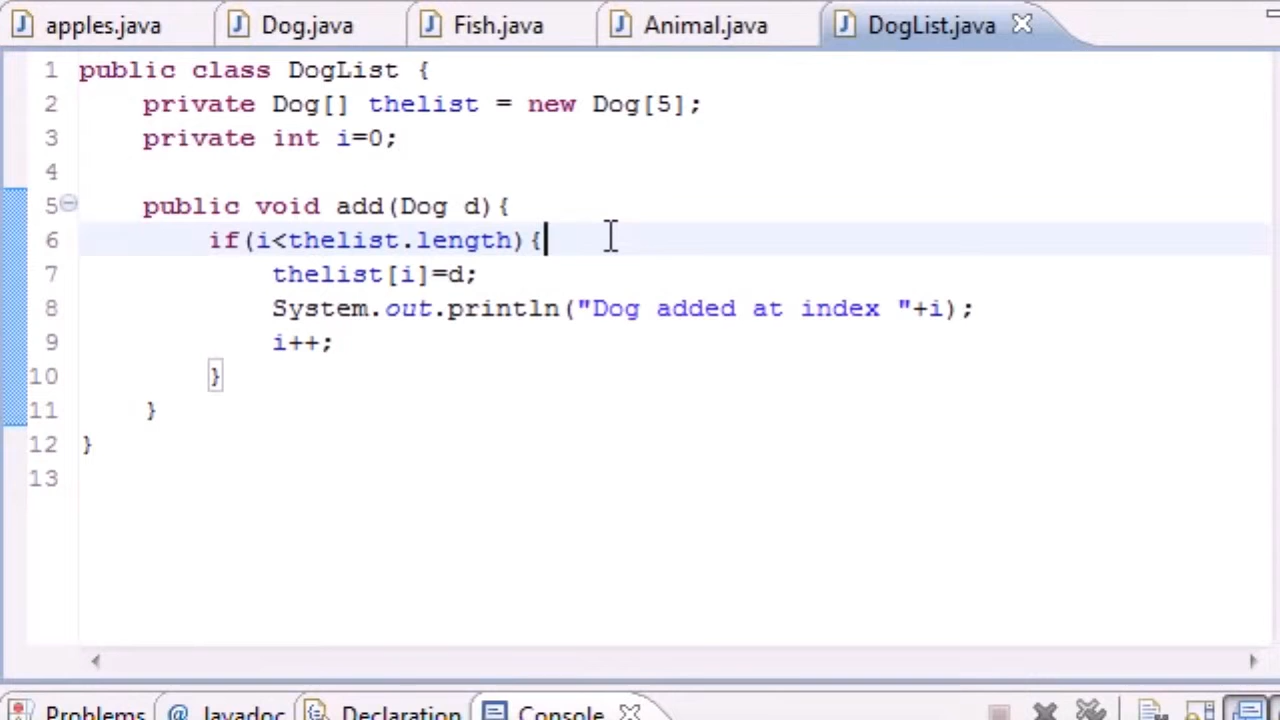 apples.java Dog.java Fish.java Animal.java DogList.java
1 public class DogList {
2 private Dog[] thelist = new Dog[5];
3 private int i=0;
4
5 public void add(Dog d){
6 if(i<thelist.length){
7 thelist[i]=d;
8 System.out.println("Dog added at index "+i);
9 i++;
10 }
11 }
12 }
13
Problems @ Javadoc Declaration Console